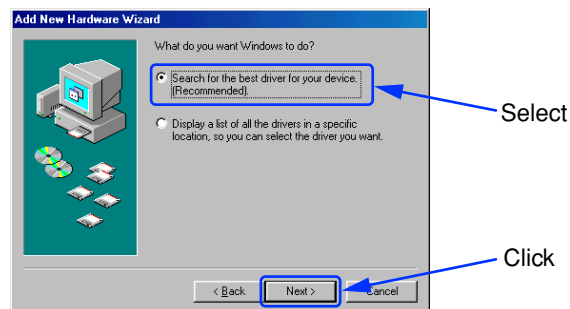 Add New Hardware Wizard
What do you want Windows to do?
Search for the best driver for your device.
(Recommended).
Select
Display a list of all the drivers in a specific
location, so you can select the driver you want.
Click
< Back
Next >
Cancel